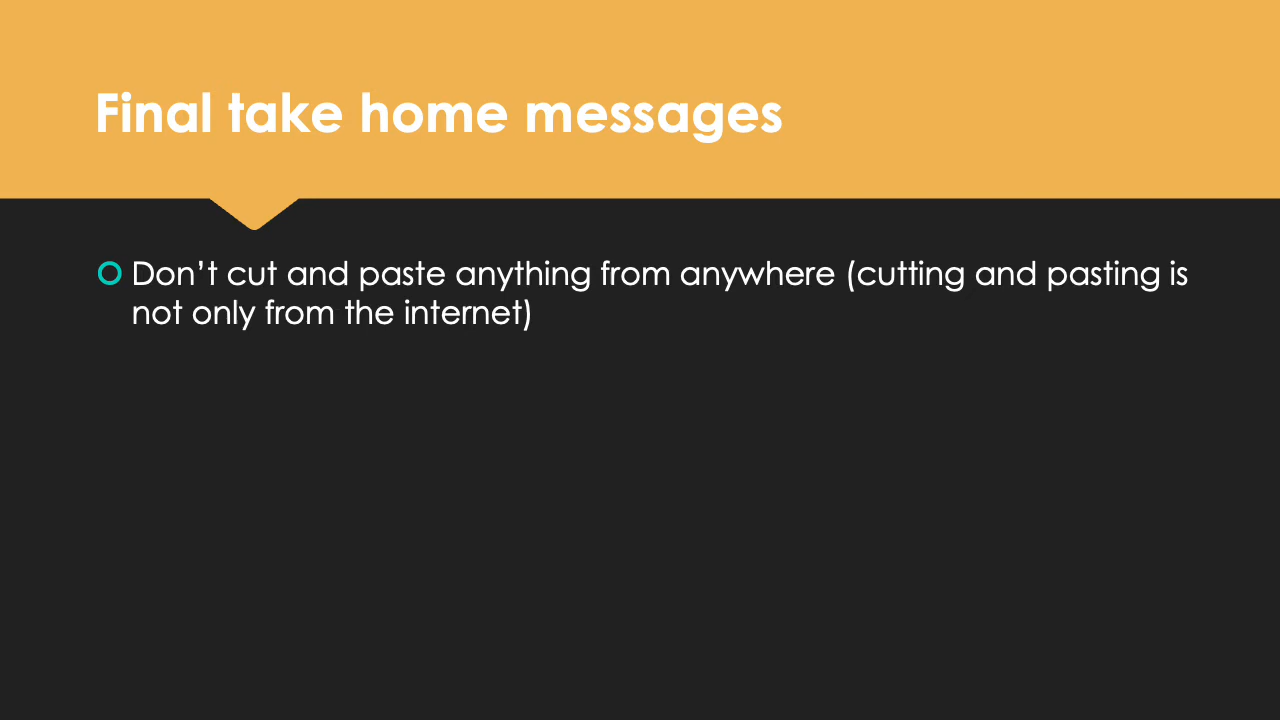 Final take home messages
Don’t cut and paste anything from anywhere (cutting and pasting is
not only from the internet)